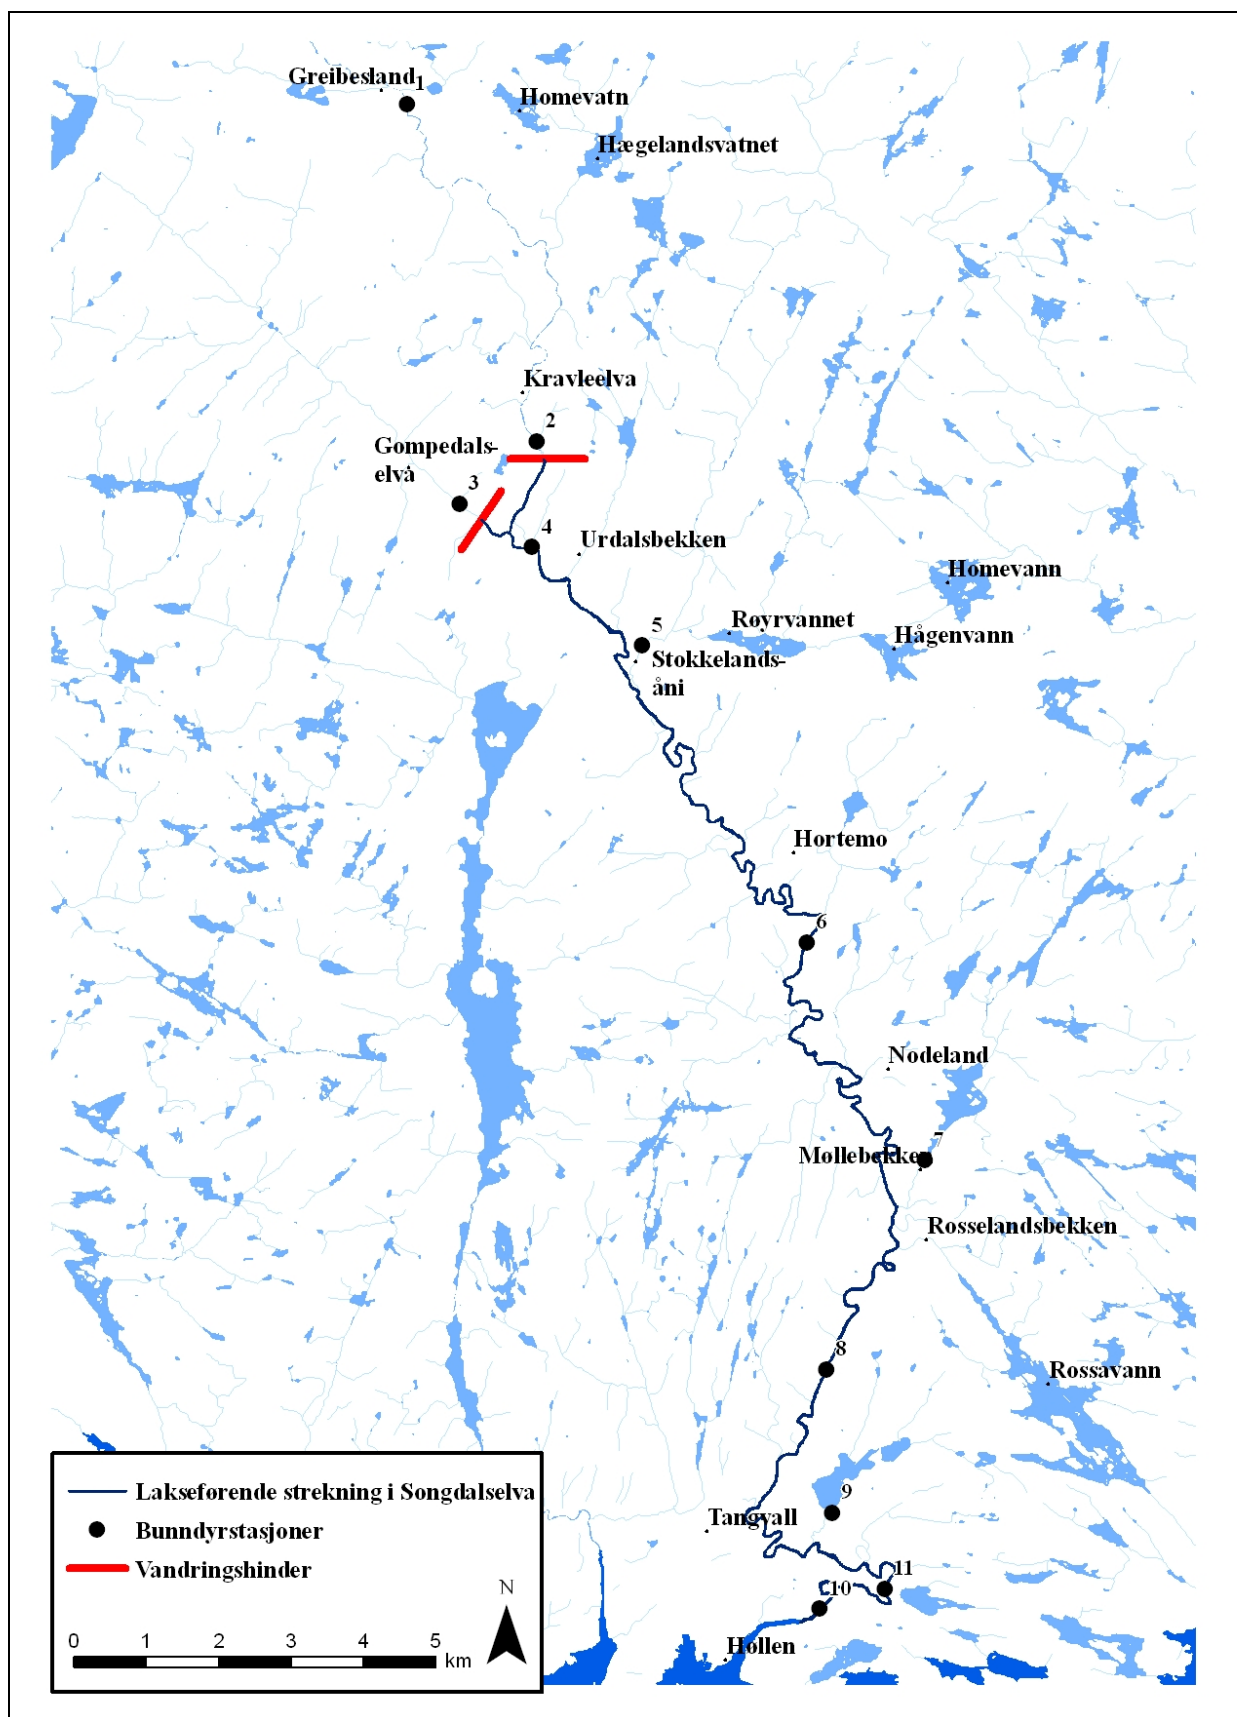 Greibesland
1
Homevatn
Hægelandsvatnet
Kravleelva
2
Gompedals-
elva
3
4
Urdalsbekken
Homevann
5
Røyrvannet
Hågenvann
Stokkelands-
åni
Hortemo
6
Nodeland
7
Møllebekken
Rosselandsbekken
8
Rossavann
9
Tangvall
11
10
Høllen
Lakseførende strekning i Songdalselva
Bunndyrstasjoner
Vandringshinder
N
0 1 2 3 4 5
km